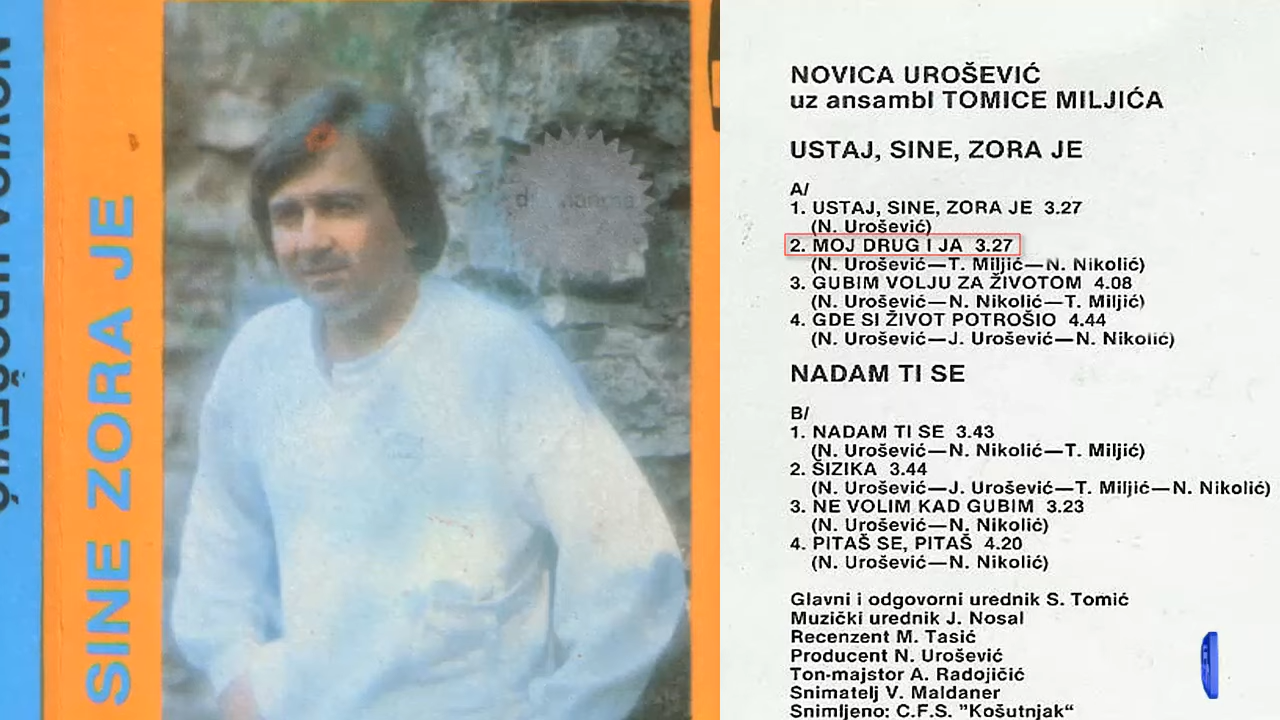 NOVICA UROŠEVIĆ
SINE ZORA JE
NOVICA UROŠEVIĆ
uz ansambl TOMICE MILJIĆA
USTAJ, SINE, ZORA JE
A/
1. USTAJ, SINE, ZORA JE 3.27
(N. Urošević)
2. MOJ DRUG I JA 3.27
(N. Urošević—T. Miljić—N. Nikolić)
3. GUBIM VOLJU ZA ŽIVOTOM 4.08
(N. Urošević—N. Nikolić—T. Miljić)
4. GDE SI ŽIVOT POTROŠIO 4.44
(N. Urošević—J. Urošević—N. Nikolić)
NADAM TI SE
B/
1. NADAM TI SE 3.43
(N. Urošević—N. Nikolić—T. Miljić)
2. ŠIZIKA 3.44
(N. Urošević—J. Urošević—T. Miljić—N. Nikolić)
3. NE VOLIM KAD GUBIM 3.23
(N. Urošević—N. Nikolić)
4. PITAŠ SE, PITAŠ 4.20
(N. Urošević—N. Nikolić)
Glavni i odgovorni urednik S. Tomić
Muzički urednik J. Nosal
Recenzent M. Tasić
Producent N. Urošević
Ton-majstor A. Radojičić
Snimatelj V. Maldaner
Snimljeno: C.F.S. ”Košutnjak“